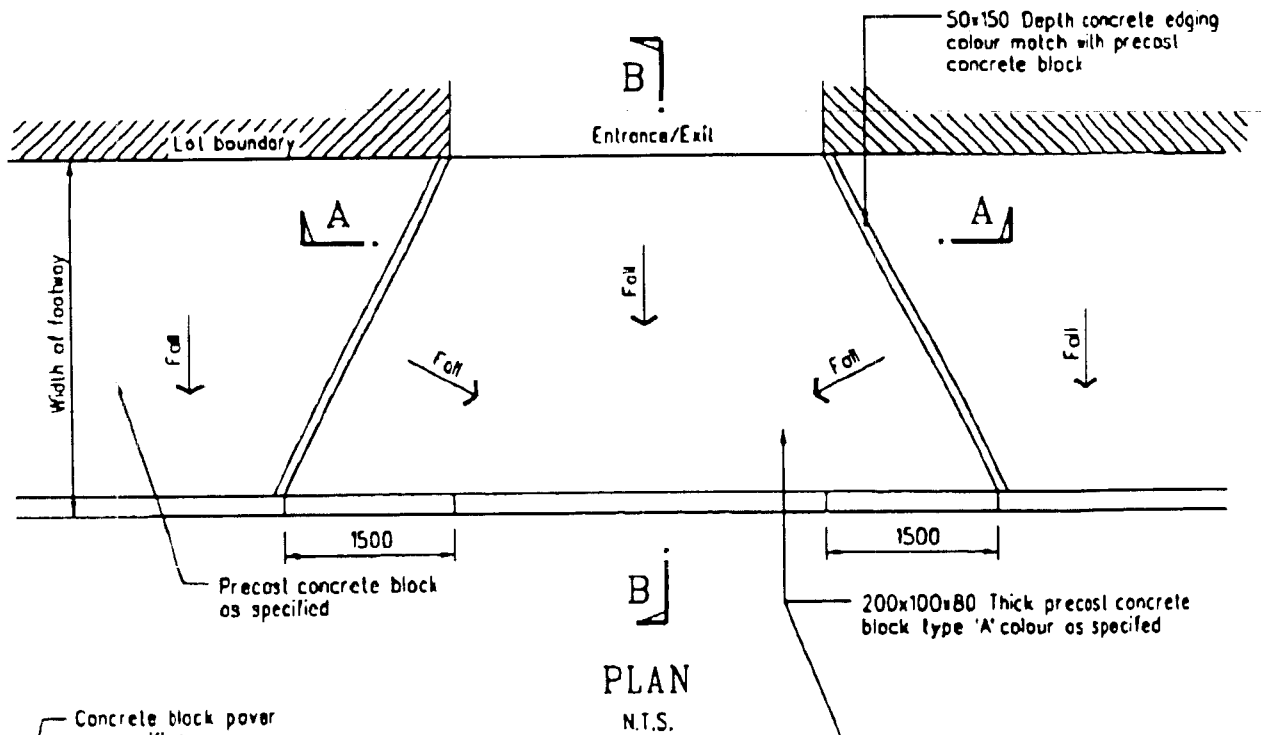 50x150 Depth concrete edging
colour match with precast
concrete block
B
Lot boundary
Entrance/Exit
A
A
Width of footway
Fall
Fall
Fall
Fall
Fall
1500
1500
Precast concrete block
as specified
B
200x100x80 Thick precast concrete
block type 'A' colour as specifed
PLAN
N.T.S.
Concrete block paver